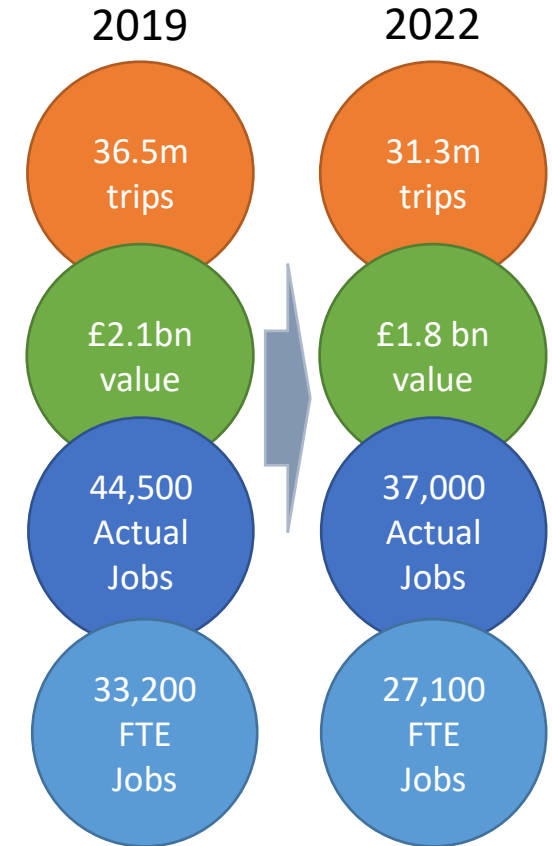 2019
36.5m
trips
£2.1bn
value
44,500
Actual
Jobs
33,200
FTE
Jobs
2022
31.3m
trips
£1.8 bn
value
37,000
Actual
Jobs
27,100
FTE
Jobs